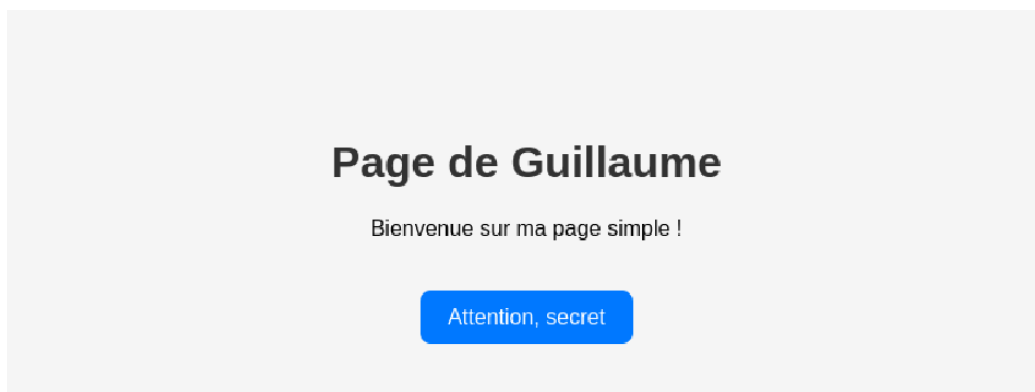 Page de Guillaume
Bienvenue sur ma page simple !
Attention, secret